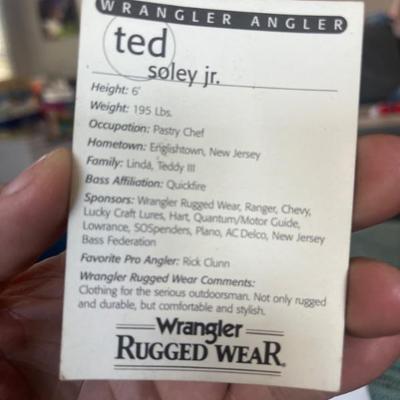 WRANGLER ANGLER
ted
soley jr.
Height: 6'
Weight: 195 Lbs.
Occupation: Pastry Chef
Hometown: Englishtown, New Jersey
Family: Linda, Teddy III
Bass Affiliation: Quickfire
Sponsors: Wrangler Rugged Wear, Ranger, Chevy,
Lucky Craft Lures, Hart, Quantum/Motor Guide,
Lowrance, SOSpenders, Plano, AC Delco, New Jersey
Bass Federation
Favorite Pro Angler: Rick Clunn
Wrangler Rugged Wear Comments:
Clothing for the serious outdoorsman. Not only rugged
and durable, but comfortable and stylish.
Wrangler
RUGGED WEAR.